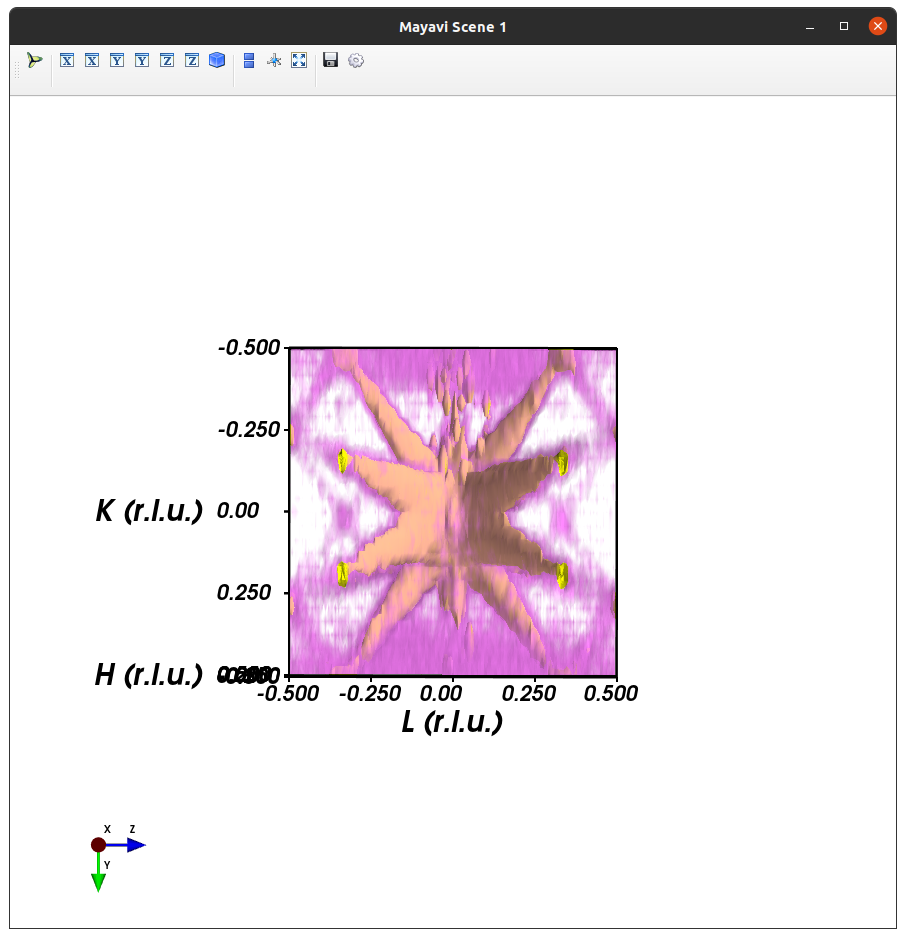 Mayavi Scene 1
X X Y Y Z Z
-0.500
-0.250
K (r.l.u.) 0.00
0.250
H (r.l.u.)
-0.500 -0.250 0.00 0.250 0.500
L (r.l.u.)
X Z
Y